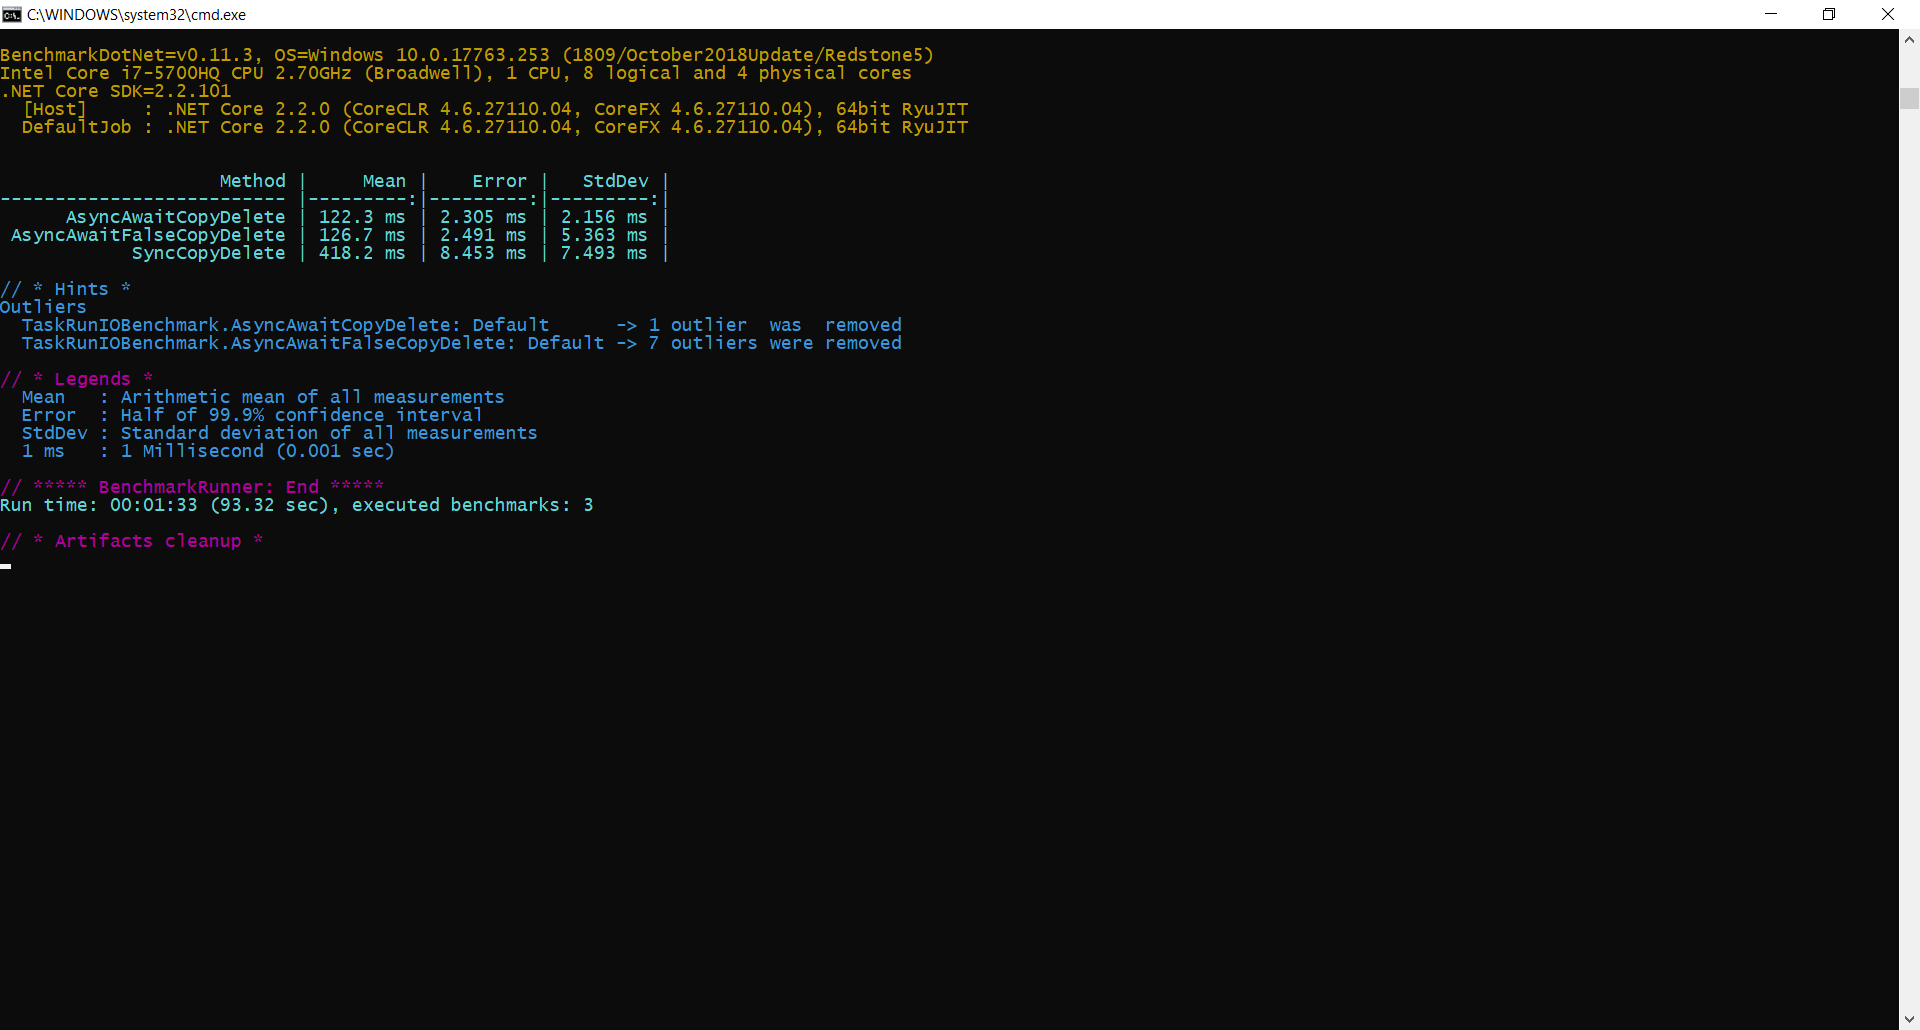 C:\WINDOWS\system32\cmd.exe
BenchmarkDotNet=v0.11.3, OS=Windows 10.0.17763.253 (1809/October2018Update/Redstone5)
Intel Core i7-5700HQ CPU 2.70GHz (Broadwell), 1 CPU, 8 logical and 4 physical cores
.NET Core SDK=2.2.101
  [Host]     : .NET Core 2.2.0 (CoreCLR 4.6.27110.04, CoreFX 4.6.27110.04), 64bit RyuJIT
  DefaultJob : .NET Core 2.2.0 (CoreCLR 4.6.27110.04, CoreFX 4.6.27110.04), 64bit RyuJIT
                    Method |     Mean |    Error |   StdDev |
-------------------------- |---------:|---------:|---------:|
      AsyncAwaitCopyDelete | 122.3 ms | 2.305 ms | 2.156 ms |
 AsyncAwaitFalseCopyDelete | 126.7 ms | 2.491 ms | 5.363 ms |
            SyncCopyDelete | 418.2 ms | 8.453 ms | 7.493 ms |
// * Hints *
Outliers
  TaskRunIOBenchmark.AsyncAwaitCopyDelete: Default      -> 1 outlier  was  removed
  TaskRunIOBenchmark.AsyncAwaitFalseCopyDelete: Default -> 7 outliers were removed
// * Legends *
  Mean   : Arithmetic mean of all measurements
  Error  : Half of 99.9% confidence interval
  StdDev : Standard deviation of all measurements
  1 ms   : 1 Millisecond (0.001 sec)
// ***** BenchmarkRunner: End *****
Run time: 00:01:33 (93.32 sec), executed benchmarks: 3
// * Artifacts cleanup *